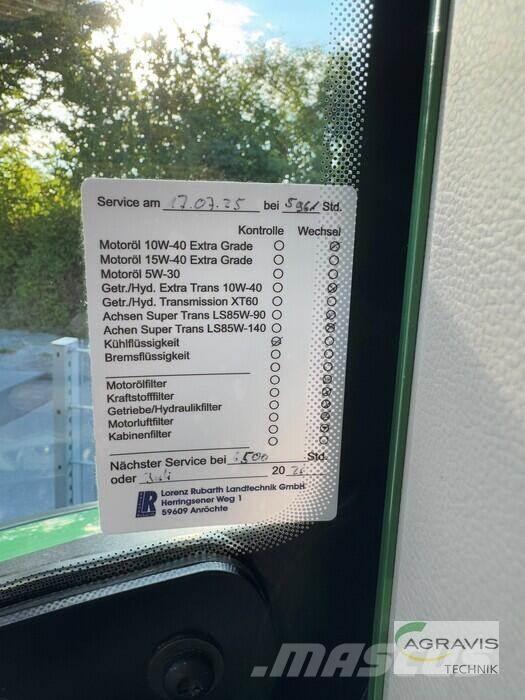 Service am 17.07.25 bei 5961 Std.
Kontrolle Wechsel
Motoröl 10W-40 Extra Grade
Motoröl 15W-40 Extra Grade
Motoröl 5W-30
Getr./Hyd. Extra Trans 10W-40
Getr./Hyd. Transmission XT60
Achsen Super Trans LS85W-90
Achen Super Trans LS85W-140
Kühlflüssigkeit
Bremsflüssigkeit
Motorölfilter
Kraftstofffilter
Getriebe/Hydraulikfilter
Motorluftfilter
Kabinenfilter
Nächster Service bei 6500 Std.
oder Juli 2026
LR
Lorenz Rubarth Landtechnik GmbH
Herringsener Weg 1
59609 Anröchte
AGRAVIS
TECHNIK
mascus